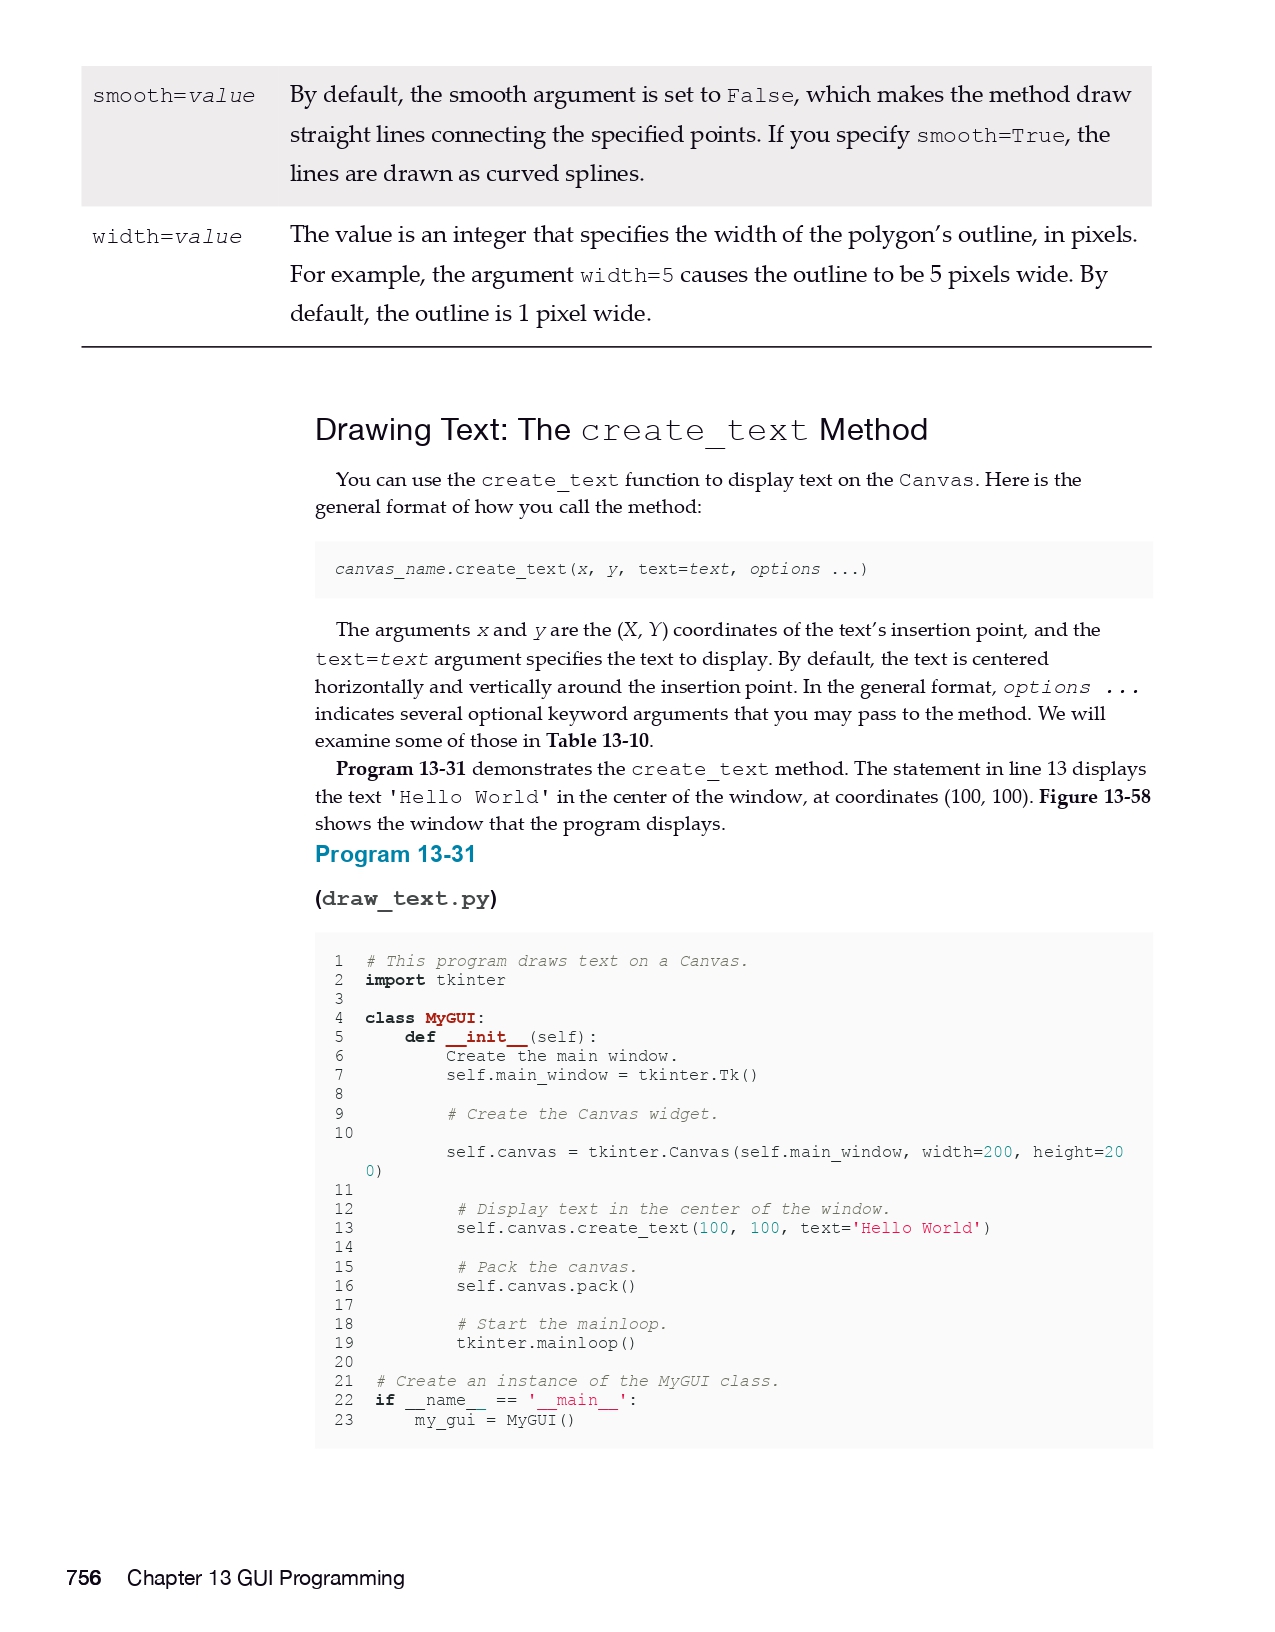 smooth=value By default, the smooth argument is set to False, which makes the method draw
straight lines connecting the specified points. If you specify smooth=True, the
lines are drawn as curved splines.
width=value The value is an integer that specifies the width of the polygon’s outline, in pixels.
For example, the argument width=5 causes the outline to be 5 pixels wide. By
default, the outline is 1 pixel wide.
Drawing Text: The create_text Method
You can use the create_text function to display text on the Canvas. Here is the
general format of how you call the method:
canvas_name.create_text(x, y, text=text, options ...)
The arguments x and y are the (X, Y) coordinates of the text’s insertion point, and the
text=text argument specifies the text to display. By default, the text is centered
horizontally and vertically around the insertion point. In the general format, options ...
indicates several optional keyword arguments that you may pass to the method. We will
examine some of those in Table 13-10.
Program 13-31 demonstrates the create_text method. The statement in line 13 displays
the text 'Hello World' in the center of the window, at coordinates (100, 100). Figure 13-58
shows the window that the program displays.
Program 13-31
(draw_text.py)
1 # This program draws text on a Canvas.
2 import tkinter
3
4 class MyGUI:
5 def __init__(self):
6 Create the main window.
7 self.main_window = tkinter.Tk()
8
9 # Create the Canvas widget.
10
self.canvas = tkinter.Canvas(self.main_window, width=200, height=20
0)
11
12 # Display text in the center of the window.
13 self.canvas.create_text(100, 100, text='Hello World')
14
15 # Pack the canvas.
16 self.canvas.pack()
17
18 # Start the mainloop.
19 tkinter.mainloop()
20
21 # Create an instance of the MyGUI class.
22 if __name__ == '__main__':
23 my_gui = MyGUI()
756 Chapter 13 GUI Programming